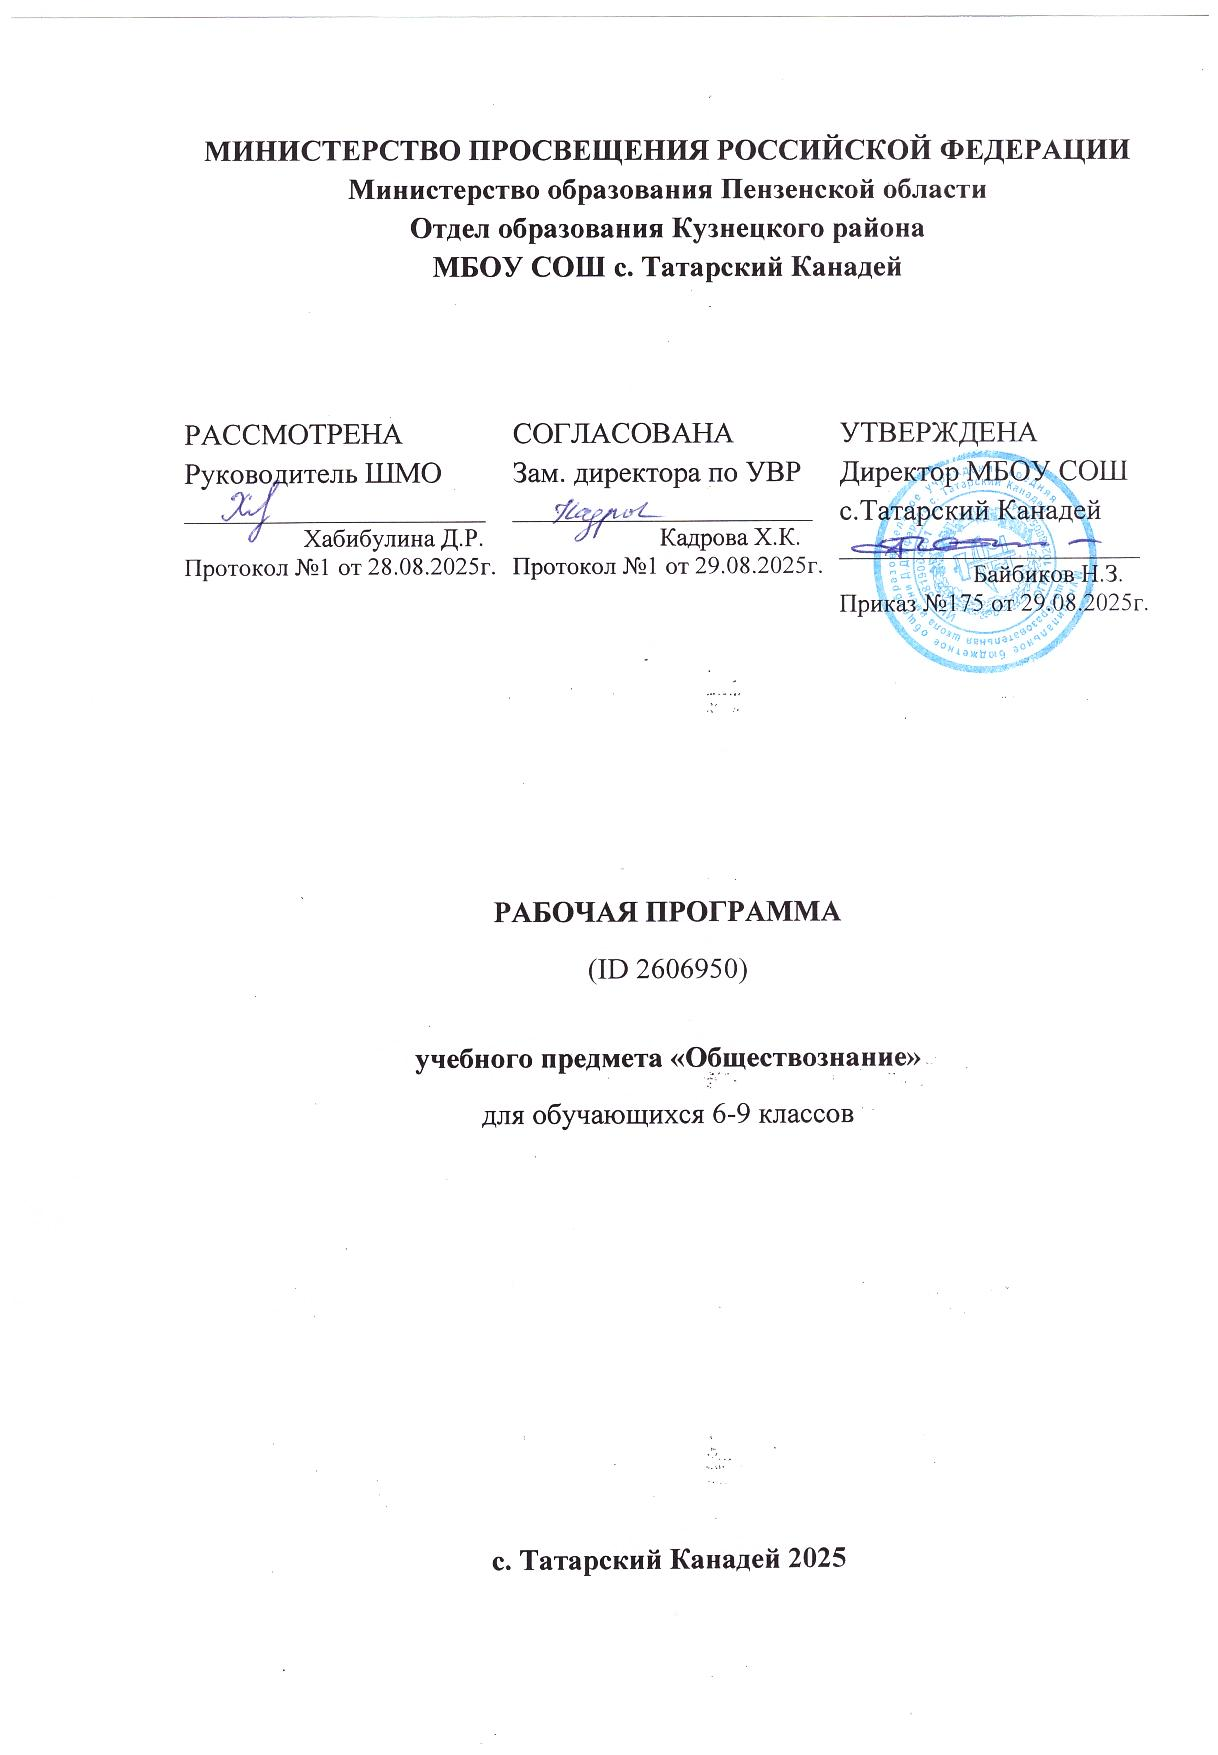 МИНИСТЕРСТВО ПРОСВЕЩЕНИЯ РОССИЙСКОЙ ФЕДЕРАЦИИ
Министерство образования Пензенской области
Отдел образования Кузнецкого района
МБОУ СОШ с. Татарский Канадей
РАССМОТРЕНА
Руководитель ШМО
Хабибулина Д.Р.
Протокол №1 от 28.08.2025г.
СОГЛАСОВАНА
Зам. директора по УВР
Кадров
Кадрова Х.К.
Протокол №1 от 29.08.2025г.
УТВЕРЖДЕНА
Директор МБОУ СОШ
с.Татарский Канадей
Байбиков Н.З.
Приказ №175 от 29.08.2025г.
РАБОЧАЯ ПРОГРАММА
(ID 2606950)
учебного предмета «Обществознание»
для обучающихся 6-9 классов
с. Татарский Канадей 2025